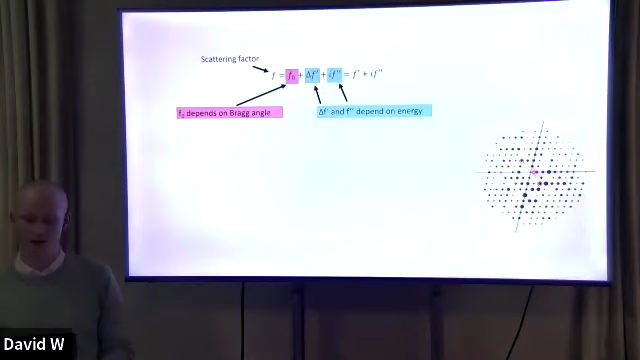 Scattering factor
f = f₀ + Δf' + if'' = f' + if''
f₀ depends on Bragg angle
Δf' and f'' depend on energy
David W